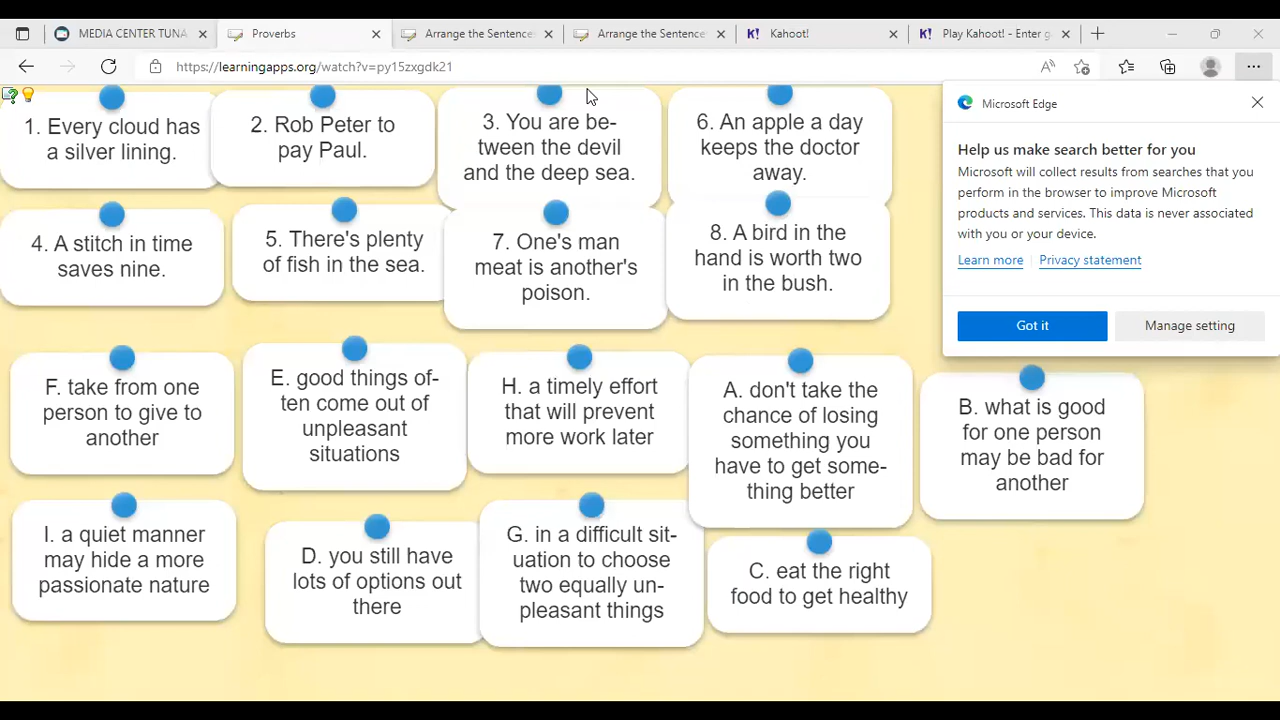 MEDIA CENTER TUNA
Proverbs
Arrange the Sentence
Arrange the Sentence
Kahoot!
Play Kahoot! - Enter g
https://learningapps.org/watch?v=py15zxgdk21
1. Every cloud has
a silver lining.
2. Rob Peter to
pay Paul.
3. You are be-
tween the devil
and the deep sea.
6. An apple a day
keeps the doctor
away.
4. A stitch in time
saves nine.
5. There's plenty
of fish in the sea.
7. One's man
meat is another's
poison.
8. A bird in the
hand is worth two
in the bush.
Microsoft Edge
Help us make search better for you
Microsoft will collect results from searches that you
perform in the browser to improve Microsoft
products and services. This data is never associated
with you or your device.
Learn more
Privacy statement
Got it
Manage setting
F. take from one
person to give to
another
E. good things of-
ten come out of
unpleasant
situations
H. a timely effort
that will prevent
more work later
A. don't take the
chance of losing
something you
have to get some-
thing better
B. what is good
for one person
may be bad for
another
I. a quiet manner
may hide a more
passionate nature
D. you still have
lots of options out
there
G. in a difficult sit-
uation to choose
two equally un-
pleasant things
C. eat the right
food to get healthy